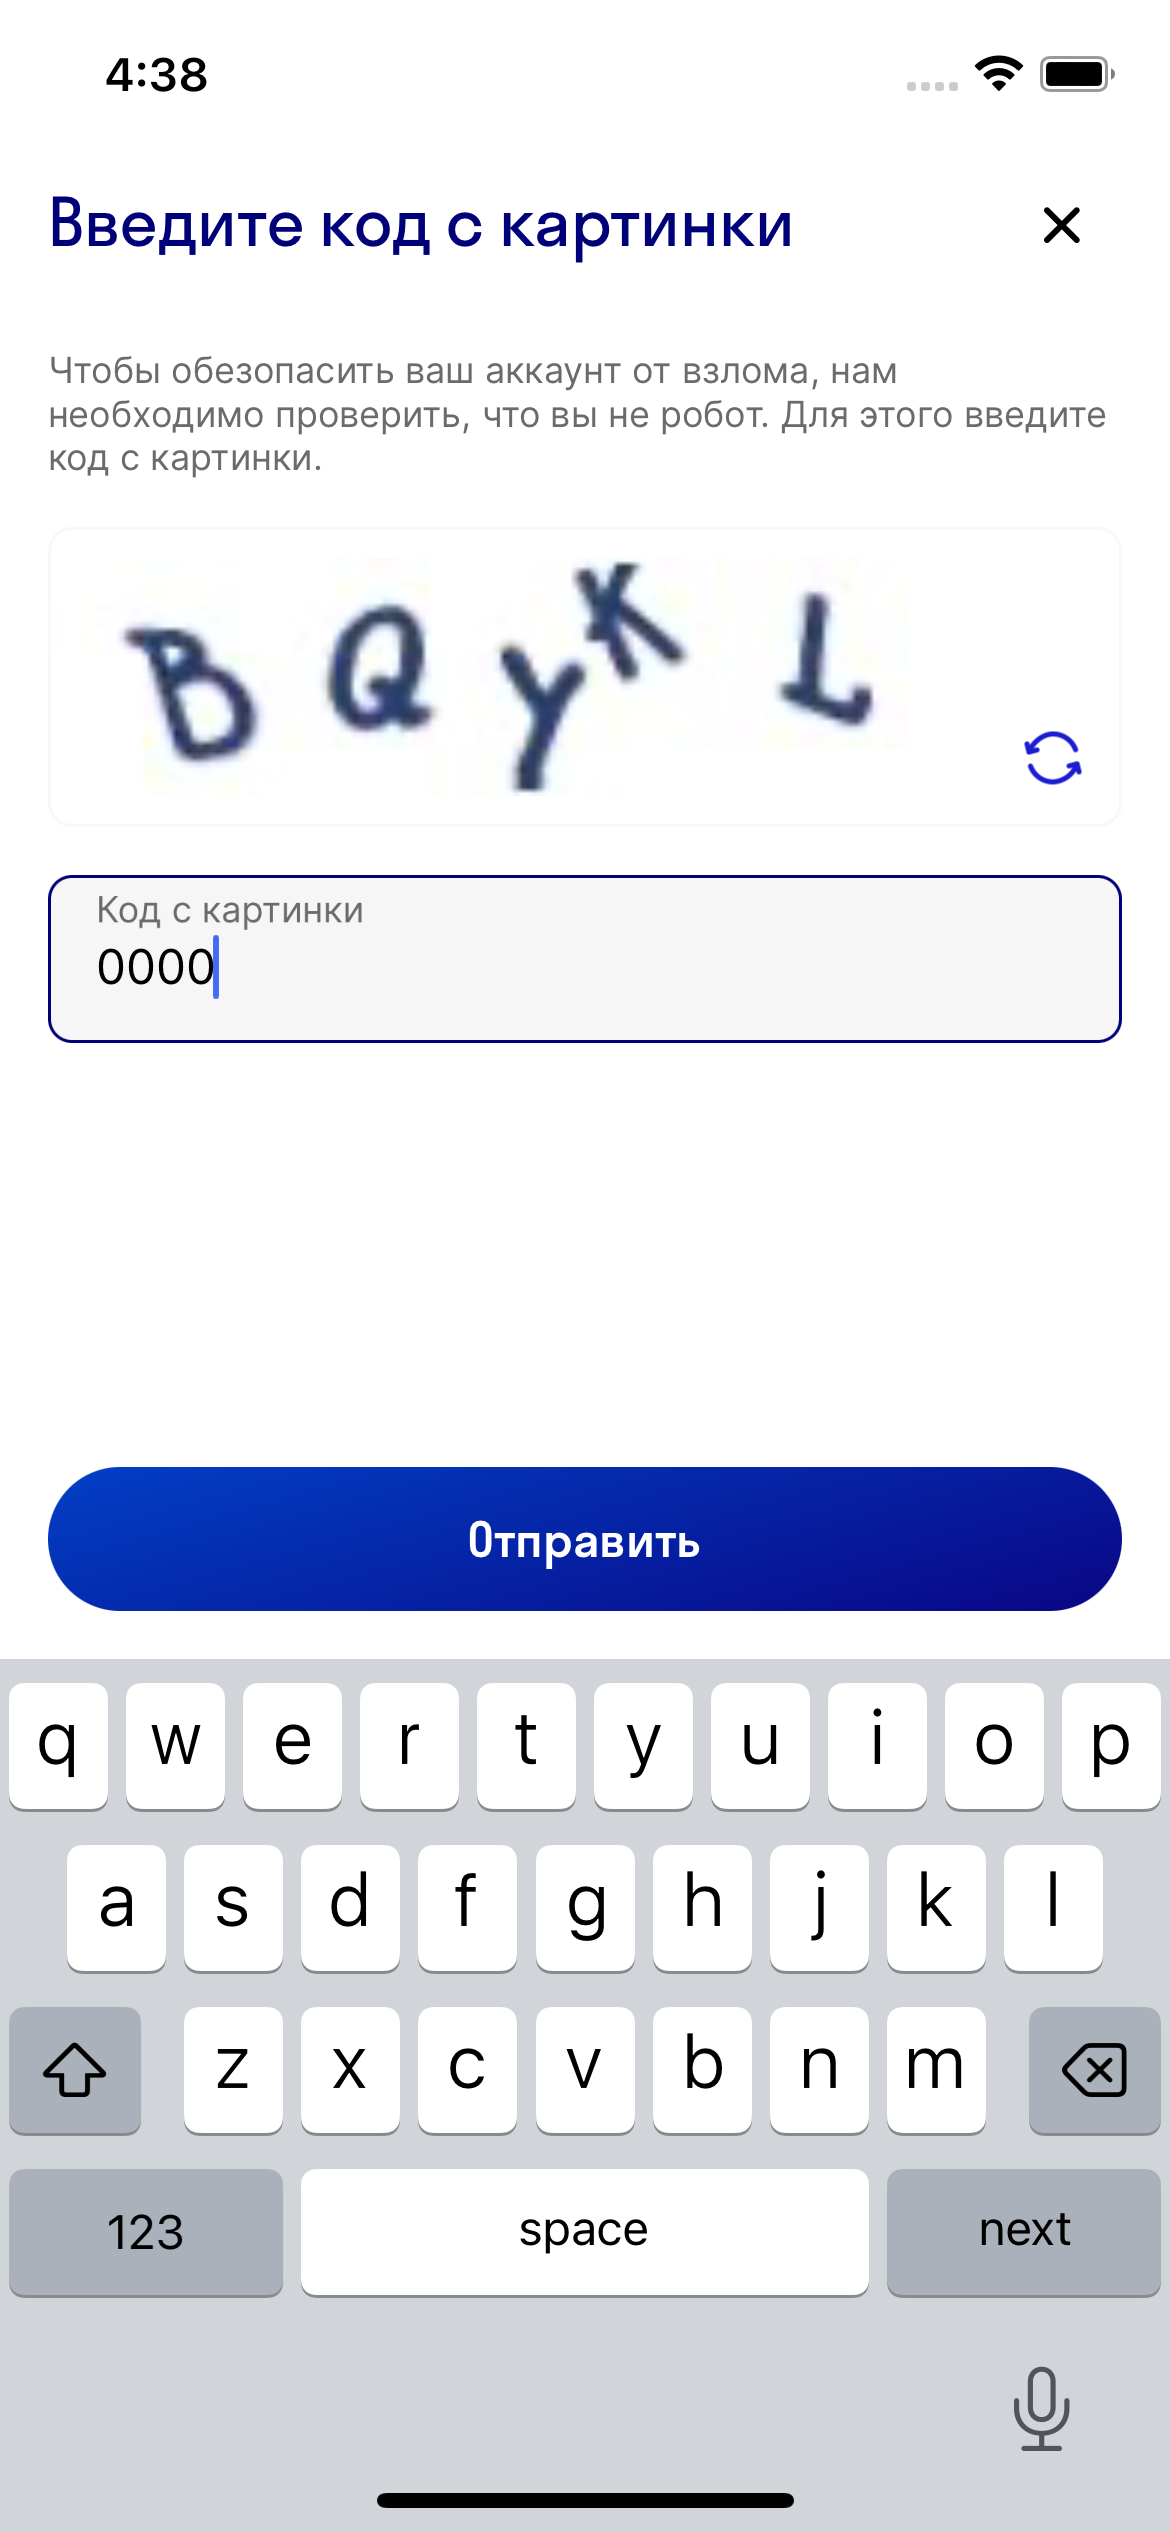 4:38
Введите код с картинки
Чтобы обезопасить ваш аккаунт от взлома, нам
необходимо проверить, что вы не робот. Для этого введите
код с картинки.
B Q Y K L
Код с картинки
0000
Отправить
q w e r t y u i o p
a s d f g h j k l
z x c v b n m
123 space next